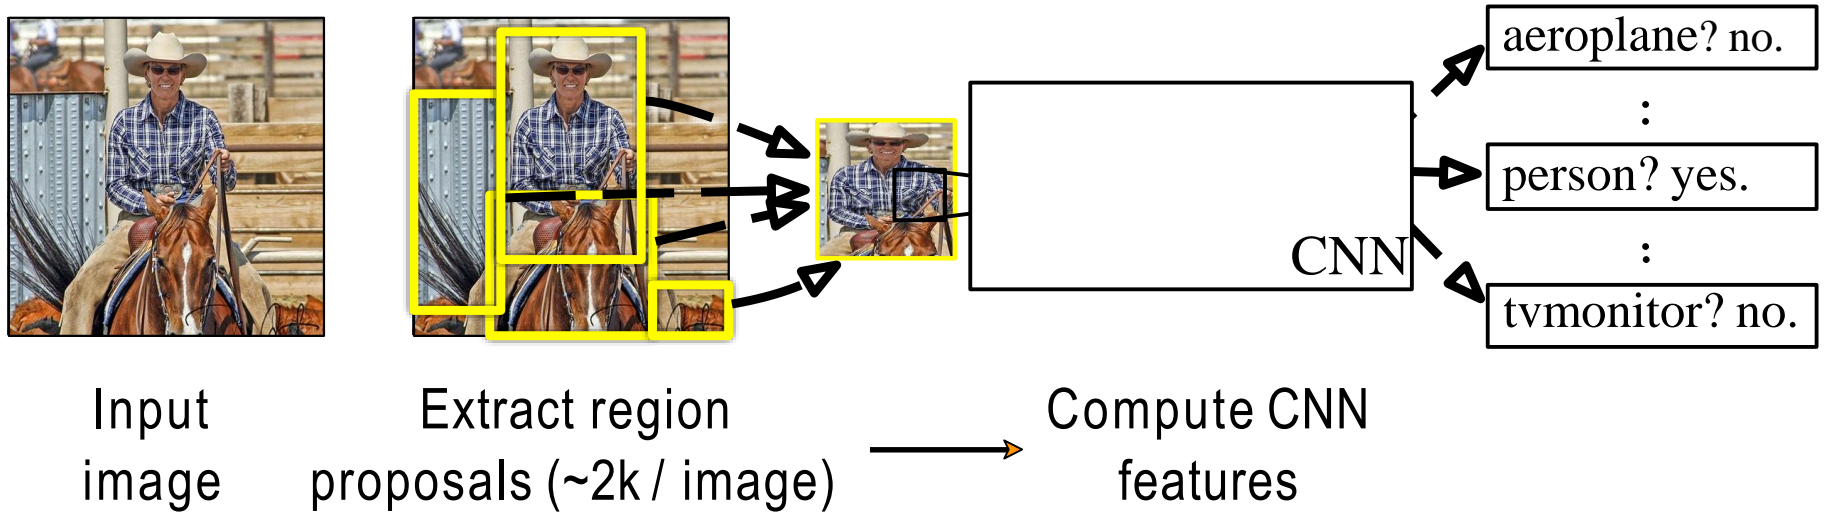 aeroplane? no.
:
person? yes.
:
tvmonitor? no.
CNN
Input
image
Extract region
proposals (~2k / image)
Compute CNN
features